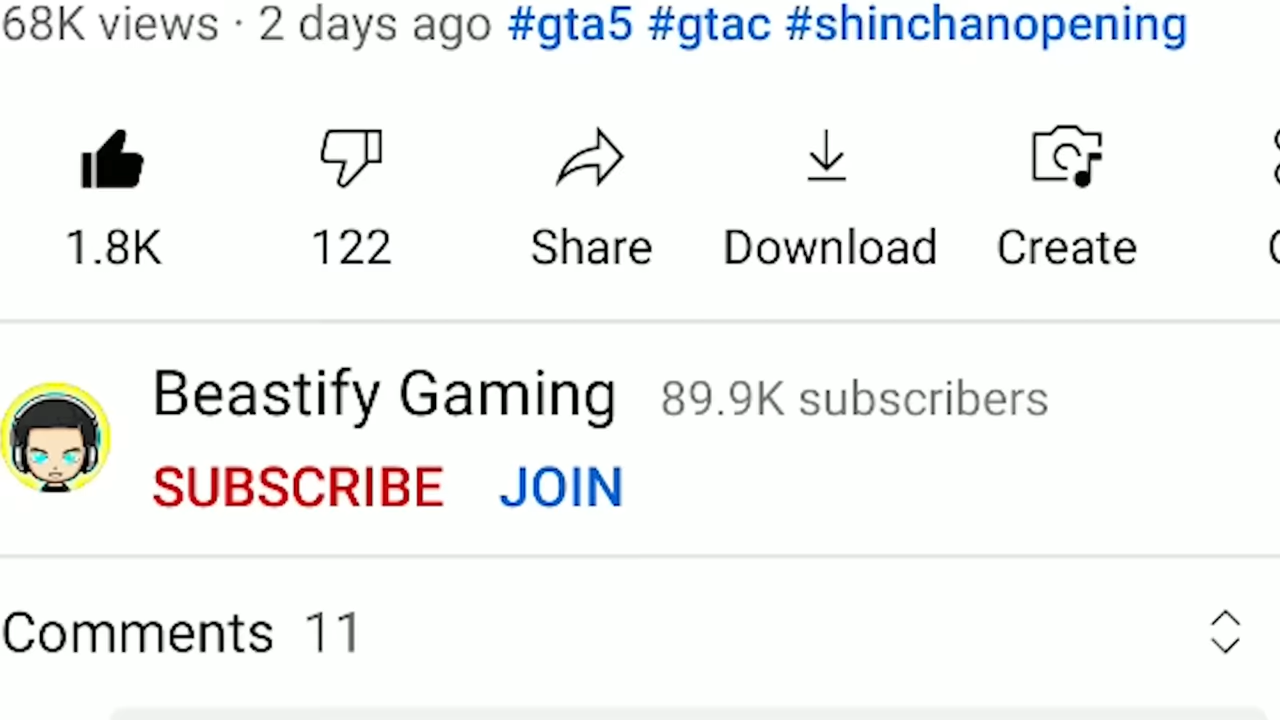 68K views · 2 days ago #gta5 #gtac #shinchanopening
1.8K 122 Share Download Create
Beastify Gaming 89.9K subscribers
SUBSCRIBE JOIN
Comments 11